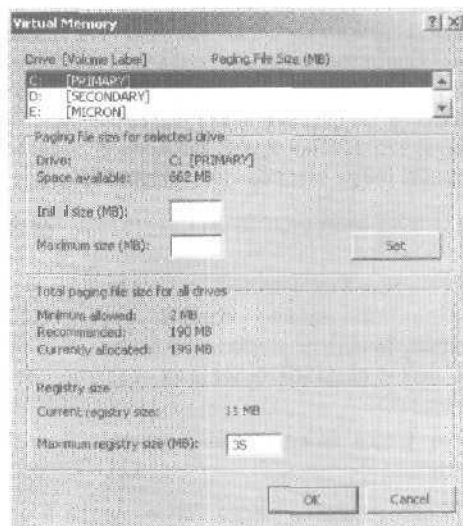 Virtual Memory
Drive [Volume Label] Paging File Size (MB)
C: [PRIMARY]
D: [SECONDARY]
E: [MICRON]
Paging file size for selected drive
Drive: C: [PRIMARY]
Space available: 662 MB
size (MB):
Maximum size (MB): Set
Total paging file size for all drives
Minimum allowed: 2 MB
Recommended: 190 MB
Currently allocated: MB
Registry size
Current registry size: MB
Maximum registry size (MB): 35
OK Cancel